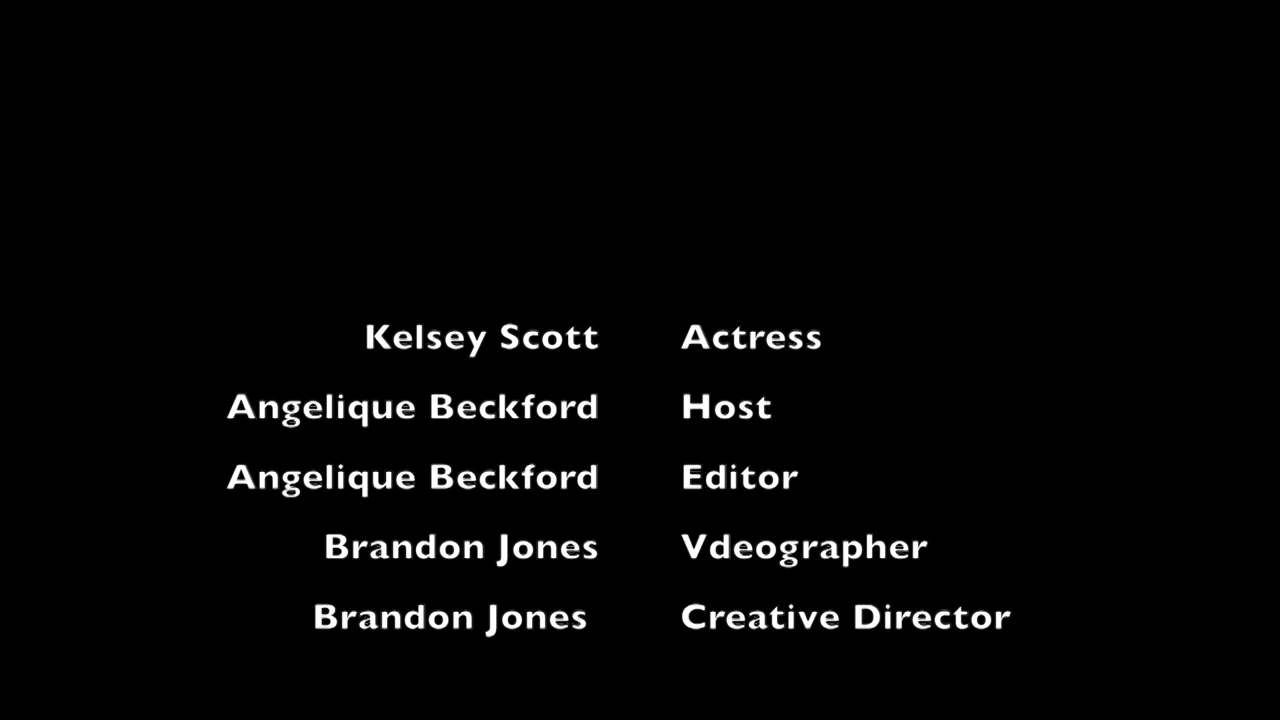 Kelsey Scott Actress
Angelique Beckford Host
Angelique Beckford Editor
Brandon Jones Vdeographer
Brandon Jones Creative Director